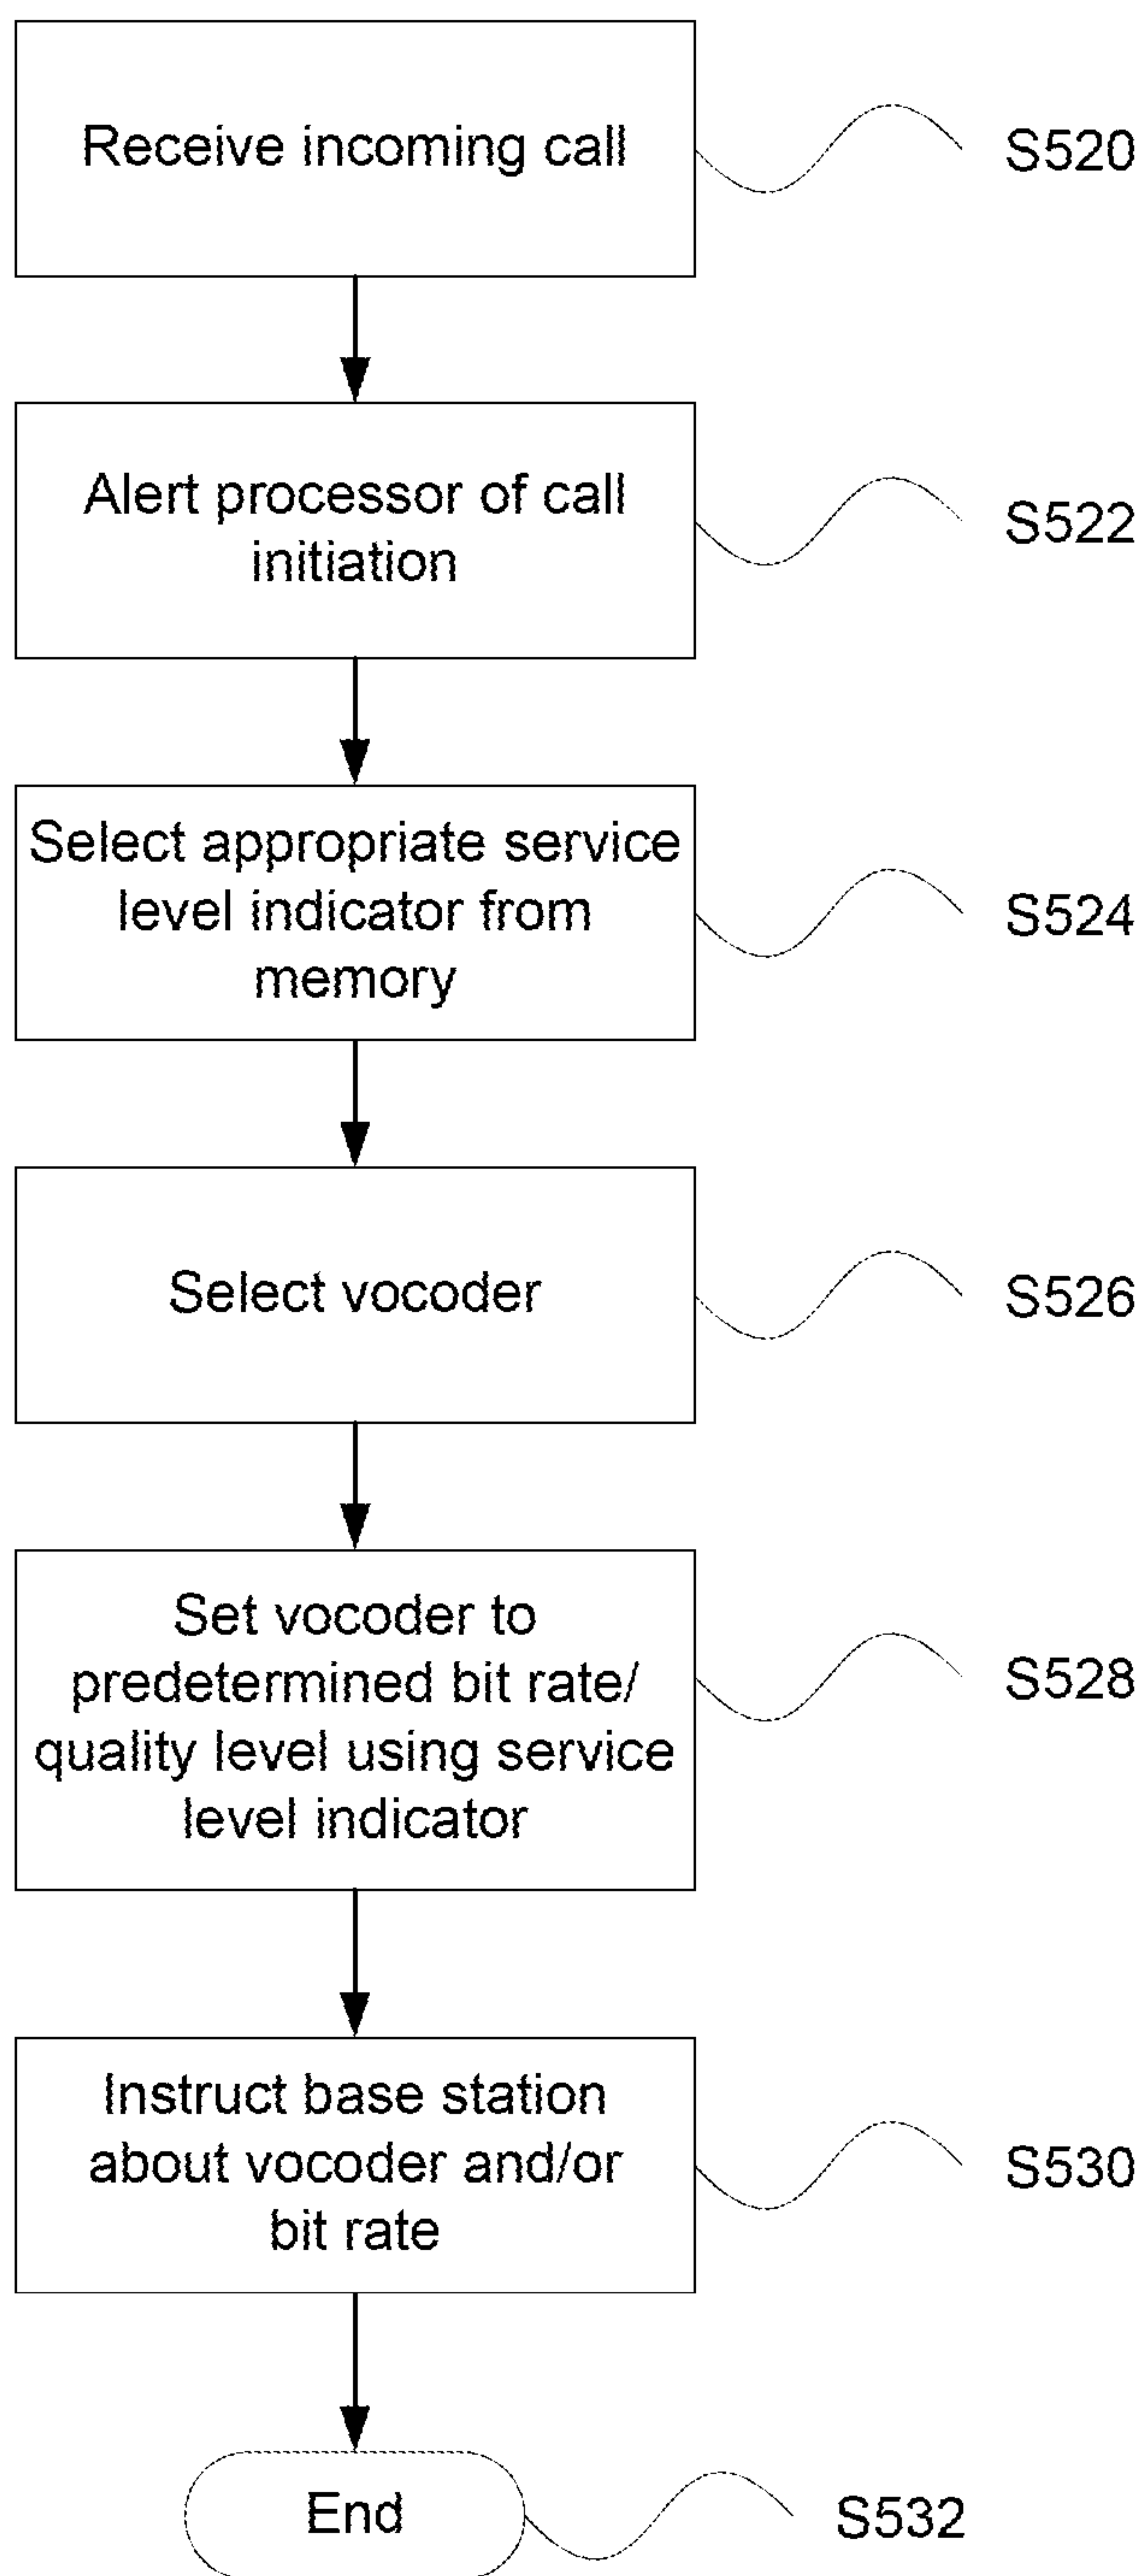 Receive incoming call
S520
Alert processor of call
initiation
S522
Select appropriate service
level indicator from
memory
S524
Select vocoder
S526
Set vocoder to
predetermined bit rate/
quality level using service
level indicator
S528
Instruct base station
about vocoder and/or
bit rate
S530
End
S532